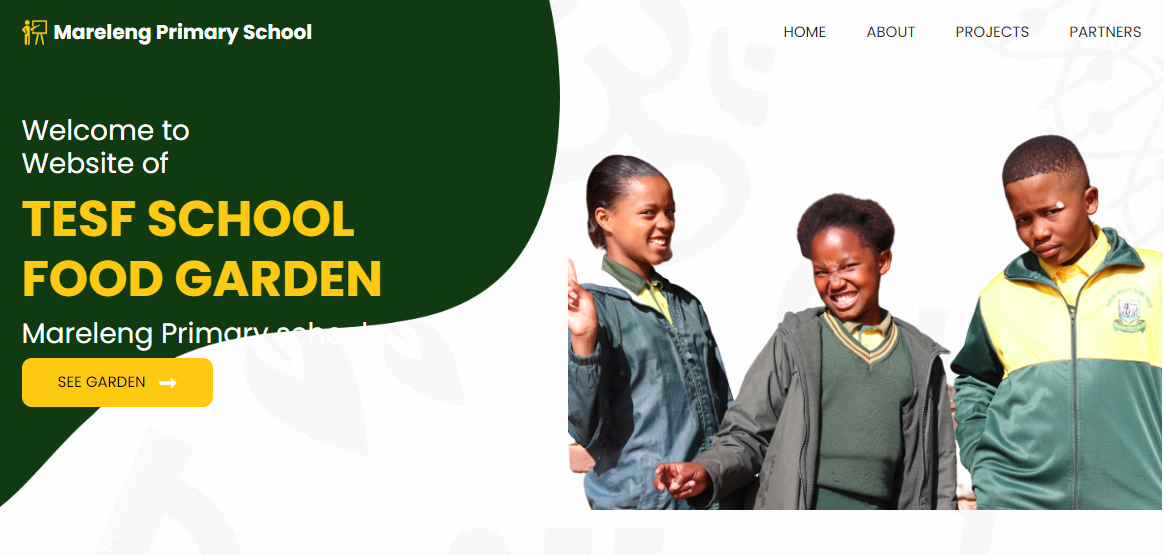 Mareleng Primary School
HOME ABOUT PROJECTS PARTNERS
Welcome to
Website of
TESF SCHOOL
FOOD GARDEN
Mareleng Primary school
SEE GARDEN